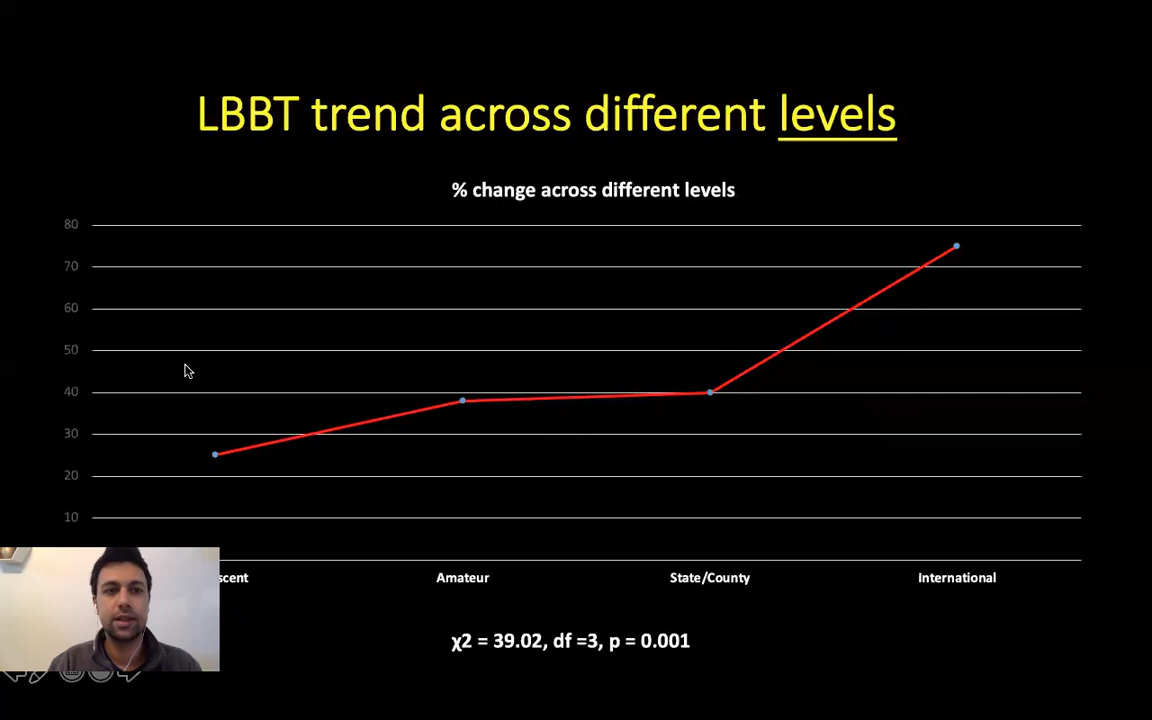 LBBT trend across different levels
% change across different levels
80
70
60
50
40
30
20
10
Amateur
State/County
International
χ2 = 39.02, df =3, p = 0.001